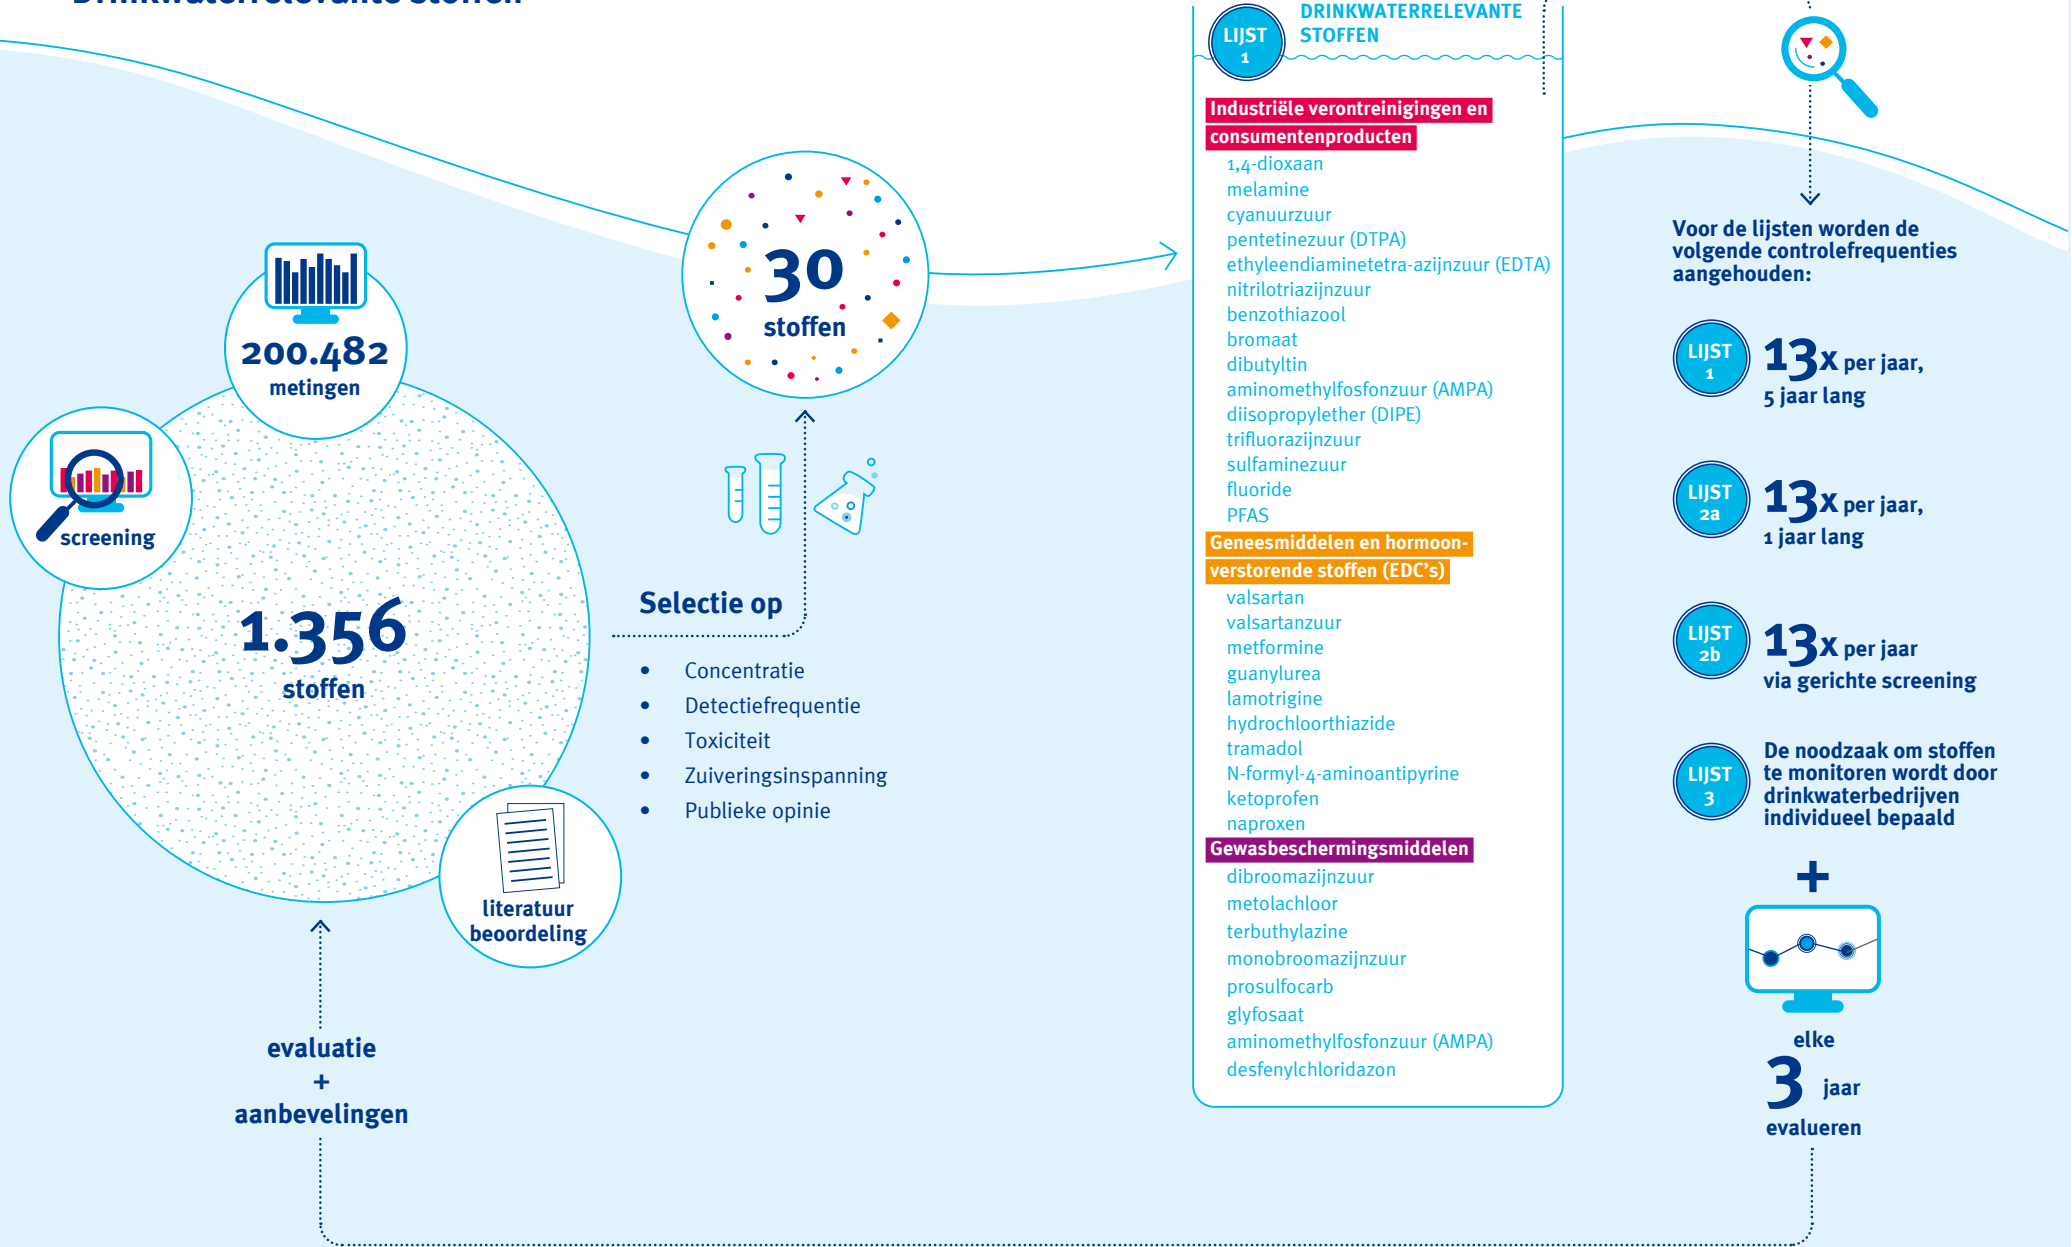 Drinkwaterrelevante stoffen
200.482
metingen
screening
1.356
stoffen
literatuur
beoordeling
evaluatie
+
aanbevelingen
Selectie op
• Concentratie
• Detectiefrequentie
• Toxiciteit
• Zuiveringsinspanning
• Publieke opinie
30
stoffen
LIJST
1
DRINKWATERRELEVANTE
STOFFEN
Industriële verontreinigingen en
consumentenproducten
1,4-dioxaan
melamine
cyanuurzuur
pentetinezuur (DTPA)
ethyleendiaminetetra-azijnzuur (EDTA)
nitrilotriazijnzuur
benzothiazool
bromaat
dibutyltin
aminomethylfosfonzuur (AMPA)
diisopropylether (DIPE)
trifluorazijnzuur
sulfaminezuur
fluoride
PFAS
Geneesmiddelen en hormoon-
verstorende stoffen (EDC's)
valsartan
valsartanzuur
metformine
guanylurea
lamotrigine
hydrochloorthiazide
tramadol
N-formyl-4-aminoantipyrine
ketoprofen
naproxen
Gewasbeschermingsmiddelen
dibroomazijnzuur
metolachloor
terbuthylazine
monobroomazijnzuur
prosulfocarb
glyfosaat
aminomethylfosfonzuur (AMPA)
desfenylchloridazon
Voor de lijsten worden de
volgende controlefrequenties
aangehouden:
LIJST
1
13x per jaar,
5 jaar lang
LIJST
2a
13x per jaar,
1 jaar lang
LIJST
2b
13x per jaar
via gerichte screening
LIJST
3
De noodzaak om stoffen
te monitoren wordt door
drinkwaterbedrijven
individueel bepaald
+
elke
3 jaar
evalueren